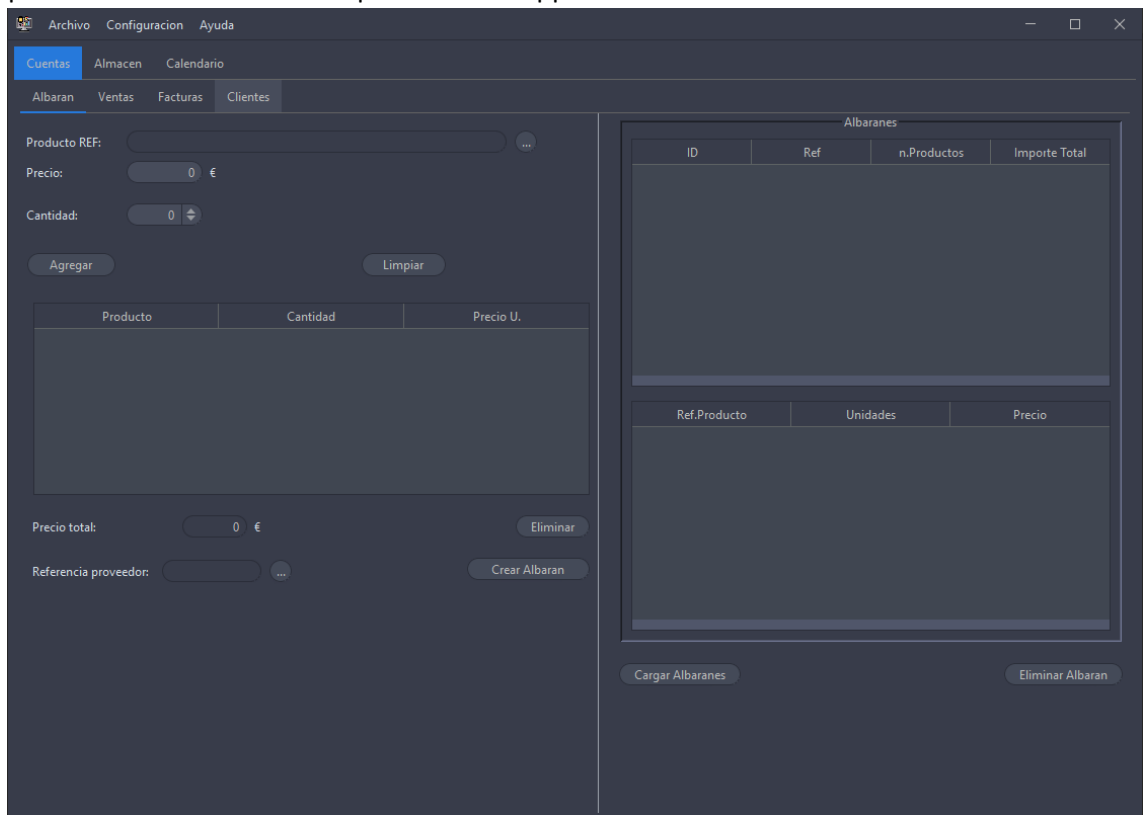 Archivo Configuracion Ayuda
Cuentas Almacen Calendario
Albaran Ventas Facturas Clientes
Producto REF: ...
Precio: 0 €
Cantidad: 0
Agregar Limpiar
Producto Cantidad Precio U.
Precio total: 0 € Eliminar
Referencia proveedor: ... Crear Albaran
Albaranes
ID Ref n.Productos Importe Total
Ref.Producto Unidades Precio
Cargar Albaranes Eliminar Albaran